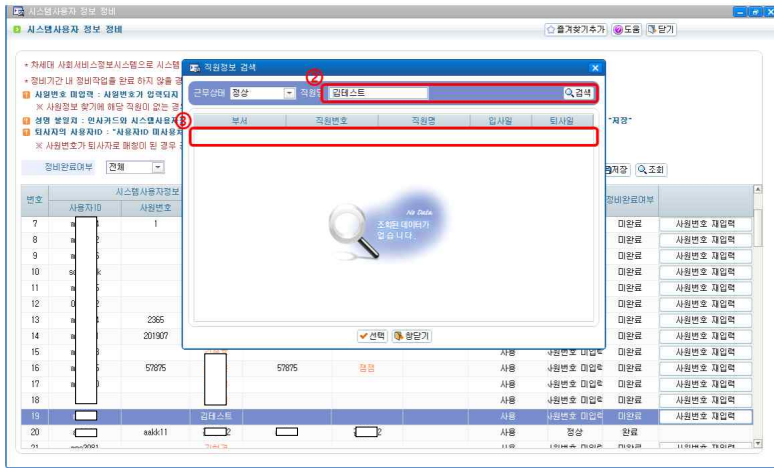 시스템사용자 정보 정비
시스템사용자 정보 정비
즐겨찾기추가 도움 닫기
* 차세대 사회서비스정보시스템으로 시스템
* 정비기간 내 정비작업을 완료 하지 않을 경
사원번호 미입력 : 사원번호가 입력되지
※ 사원정보 찾기에 해당 직원이 없는 경
성명 불일치 : 인사카드와 시스템사용자
"저장"
퇴사자의 사용자ID : "사용자ID 미사용
※ 사원번호가 퇴사자로 매칭이 된 경우
정비완료여부 전체
저장 조회
직원정보 검색
②
근무상태 정상 직원명 김테스트 검색
③
부서 직원번호 직원명 입사일 퇴사일
No Data.
조회된 데이터가
없습니다.
선택 창닫기
번호 시스템사용자정보 정비완료여부
사용자ID 사원번호
7 1 미완료 사원번호 재입력
8 미완료 사원번호 재입력
9 미완료 사원번호 재입력
10 미완료 사원번호 재입력
11 미완료 사원번호 재입력
12 미완료 사원번호 재입력
13 2365 미완료 사원번호 재입력
14 201907 미완료 사원번호 재입력
15 사용 사원번호 미입력 미완료 사원번호 재입력
16 57875 57875 사용 사원번호 미입력 미완료 사원번호 재입력
17 사용 사원번호 미입력 미완료 사원번호 재입력
18 사용 사원번호 미입력 미완료 사원번호 재입력
19 김테스트 사용 사원번호 미입력 미완료 사원번호 재입력
20 aakk11 2 2 사용 정상 완료